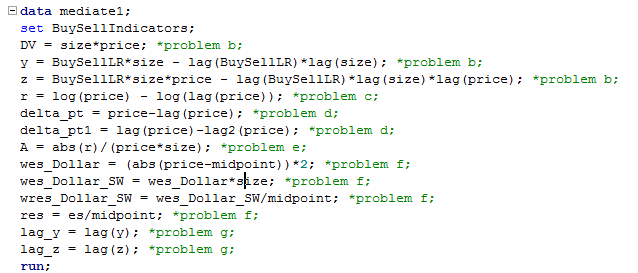 data mediate1;
set BuySellIndicators;
DV = size*price; *problem b;
y = BuySellLR*size - lag(BuySellLR)*lag(size); *problem b;
z = BuySellLR*size*price - lag(BuySellLR)*lag(size)*lag(price); *problem b;
r = log(price) - log(lag(price)); *problem c;
delta_pt = price-lag(price); *problem d;
delta_pt1 = lag(price)-lag2(price); *problem d;
A = abs(r)/(price*size); *problem e;
wes_Dollar = (abs(price-midpoint))*2; *problem f;
wes_Dollar_SW = wes_Dollar*size; *problem f;
wres_Dollar_SW = wes_Dollar_SW/midpoint; *problem f;
res = es/midpoint; *problem f;
lag_y = lag(y); *problem g;
lag_z = lag(z); *problem g;
run;